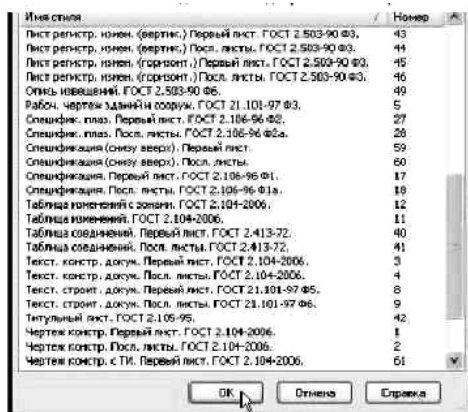 Имя стиля / Номер
Лист регистр. измен. (вертик.) Первый лист. ГОСТ 2.503-90 Ф3. 43
Лист регистр. измен. (вертик.) Посл. листы. ГОСТ 2.503-90 Ф3. 44
Лист регистр. измен. (горизонт.) Первый лист. ГОСТ 2.503-90 Ф3. 45
Лист регистр. измен. (горизонт.) Посл. листы. ГОСТ 2.503-90 Ф3. 46
Опись извещений. ГОСТ 2.503-90 Ф6. 49
Рабоч. чертеж зданий и сооруж. ГОСТ 21.101-97 Ф3. 5
Специфик. плаз. Первый лист. ГОСТ 2.106-96 Ф2. 27
Специфик. плаз. Посл. листы. ГОСТ 2.106-96 Ф2а. 28
Спецификация (снизу вверх). Первый лист. 59
Спецификация (снизу вверх). Посл. листы. 60
Спецификация. Первый лист. ГОСТ 2.106-96 Ф1. 17
Спецификация. Посл. листы. ГОСТ 2.106-96 Ф1а. 18
Таблица изменений с зонами. ГОСТ 2.104-2006. 12
Таблица изменений. ГОСТ 2.104-2006. 11
Таблица соединений. Первый лист. ГОСТ 2.413-72. 40
Таблица соединений. Посл. листы. ГОСТ 2.413-72. 41
Текст. констр. докум. Первый лист. ГОСТ 2.104-2006. 3
Текст. констр. докум. Посл. листы. ГОСТ 2.104-2006. 4
Текст. строит. докум. Первый лист. ГОСТ 21.101-97 Ф5. 8
Текст. строит. докум. Посл. листы. ГОСТ 21.101-97 Ф6. 9
Титульный лист. ГОСТ 2.105-95. 42
Чертеж констр. Первый лист. ГОСТ 2.104-2006. 1
Чертеж констр. Посл. листы. ГОСТ 2.104-2006. 2
Чертеж констр. с ТИ. Первый лист. ГОСТ 2.104-2006. 61
OK Отмена Справка